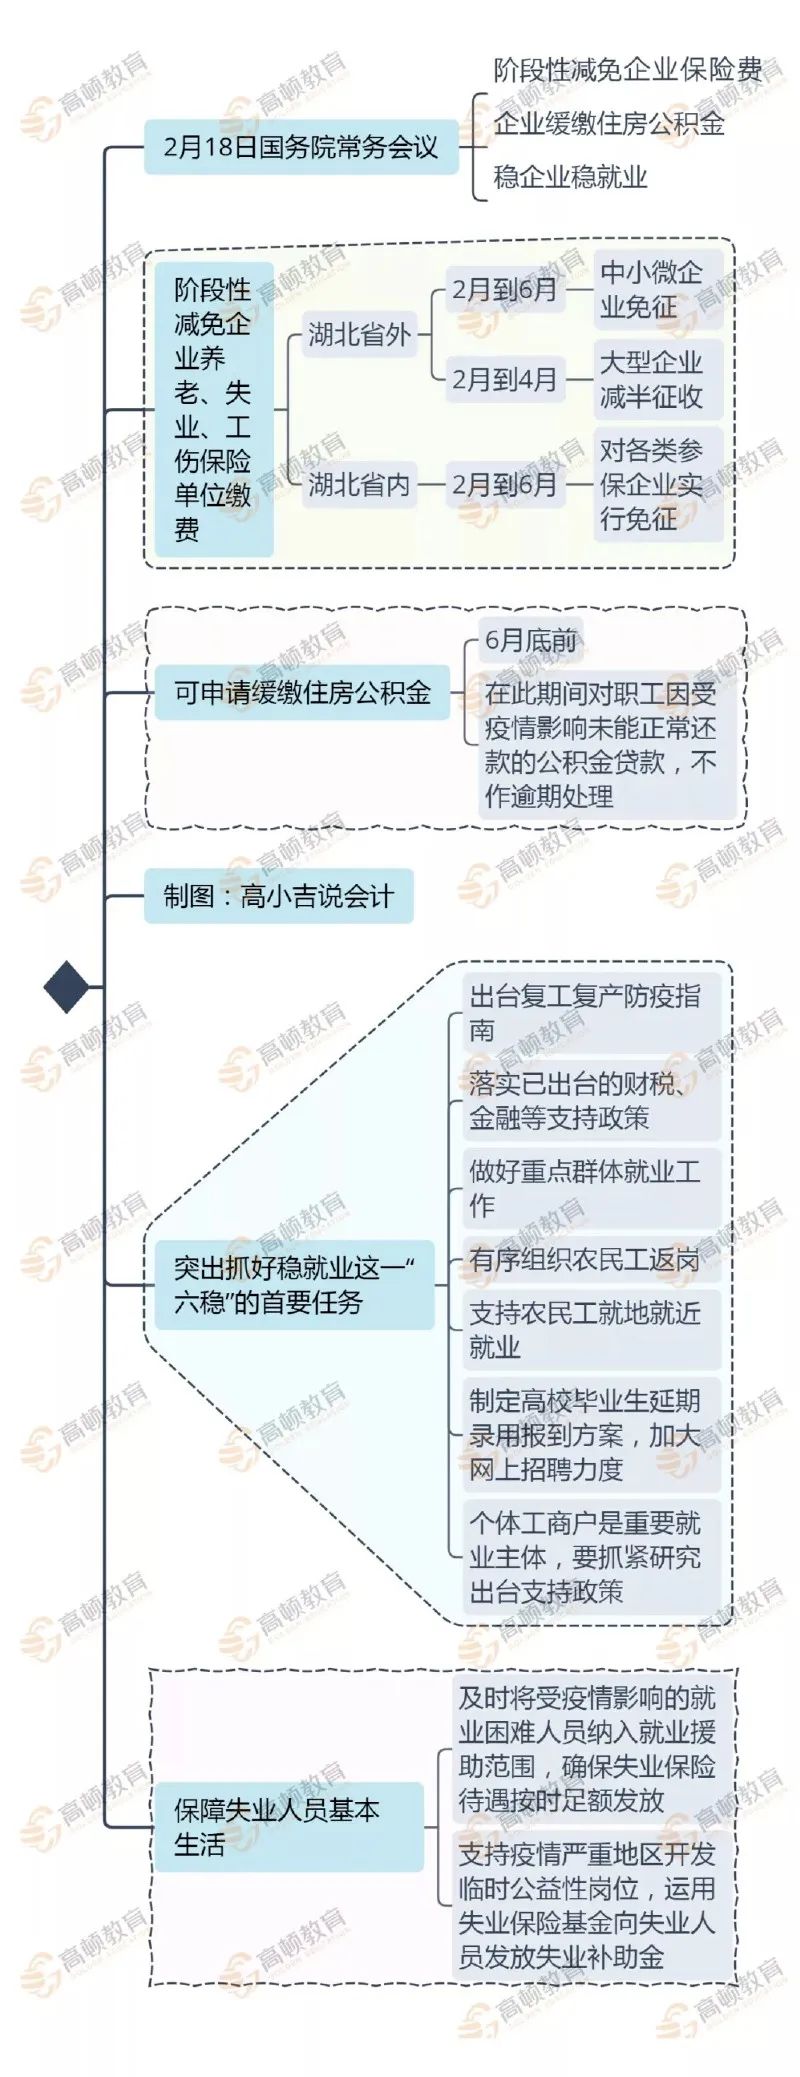 2月18日国务院常务会议
阶段性减免企业保险费
企业缓缴住房公积金
稳企业稳就业
阶段性
减免企
业养
老、失
业、工
伤保险
单位缴
费
湖北省外
2月到6月
中小微企
业免征
2月到4月
大型企业
减半征收
湖北省内
2月到6月
对各类参
保企业实
行免征
可申请缓缴住房公积金
6月底前
在此期间对职工因受
疫情影响未能正常还
款的公积金贷款，不
作逾期处理
制图：高小吉说会计
突出抓好稳就业这一“
六稳”的首要任务
出台复工复产防疫指
南
落实已出台的财税、
金融等支持政策
做好重点群体就业工
作
有序组织农民工返岗
支持农民工就地就近
就业
制定高校毕业生延期
录用报到方案，加大
网上招聘力度
个体工商户是重要就
业主体，要抓紧研究
出台支持政策
保障失业人员基本
生活
及时将受疫情影响的就
业困难人员纳入就业援
助范围，确保失业保险
待遇按时足额发放
支持疫情严重地区开发
临时公益性岗位，运用
失业保险基金向失业人
员发放失业补助金
高顿教育
GOLDEN EDUCATION